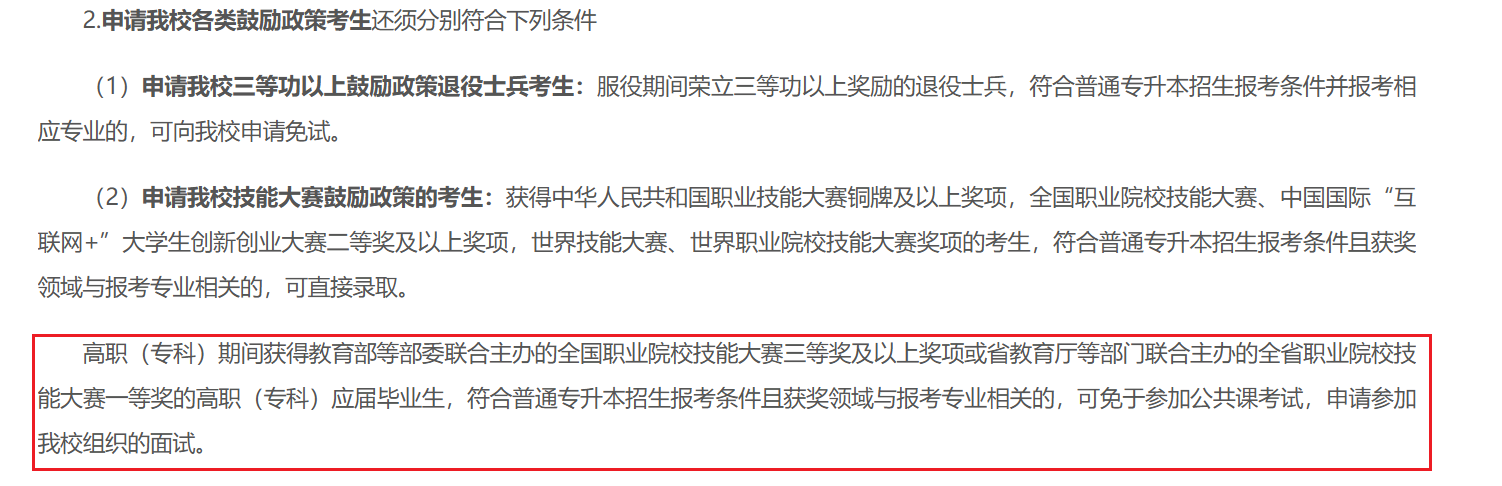 2.申请我校各类鼓励政策考生还须分别符合下列条件
（1）申请我校三等功以上鼓励政策退役士兵考生：服役期间荣立三等功以上奖励的退役士兵，符合普通专升本招生报考条件并报考相
应专业的，可向我校申请免试。
（2）申请我校技能大赛鼓励政策的考生：获得中华人民共和国职业技能大赛铜牌及以上奖项，全国职业院校技能大赛、中国国际“互
联网+”大学生创新创业大赛二等奖及以上奖项，世界技能大赛、世界职业院校技能大赛奖项的考生，符合普通专升本招生报考条件且获奖
领域与报考专业相关的，可直接录取。
高职（专科）期间获得教育部等部委联合主办的全国职业院校技能大赛三等奖及以上奖项或省教育厅等部门联合主办的全省职业院校技
能大赛一等奖的高职（专科）应届毕业生，符合普通专升本招生报考条件且获奖领域与报考专业相关的，可免于参加公共课考试，申请参加
我校组织的面试。